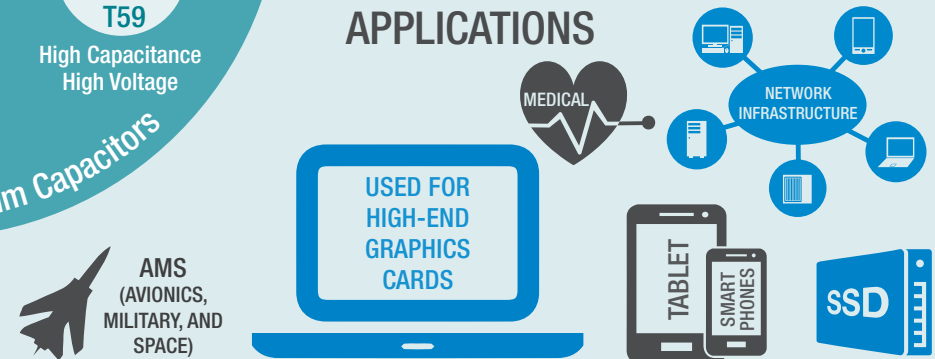 T59
High Capacitance
High Voltage
Capacitors
APPLICATIONS
MEDICAL
NETWORK
INFRASTRUCTURE
USED FOR
HIGH-END
GRAPHICS
CARDS
AMS
(AVIONICS,
MILITARY, AND
SPACE)
TABLET
SMART
PHONES
SSD